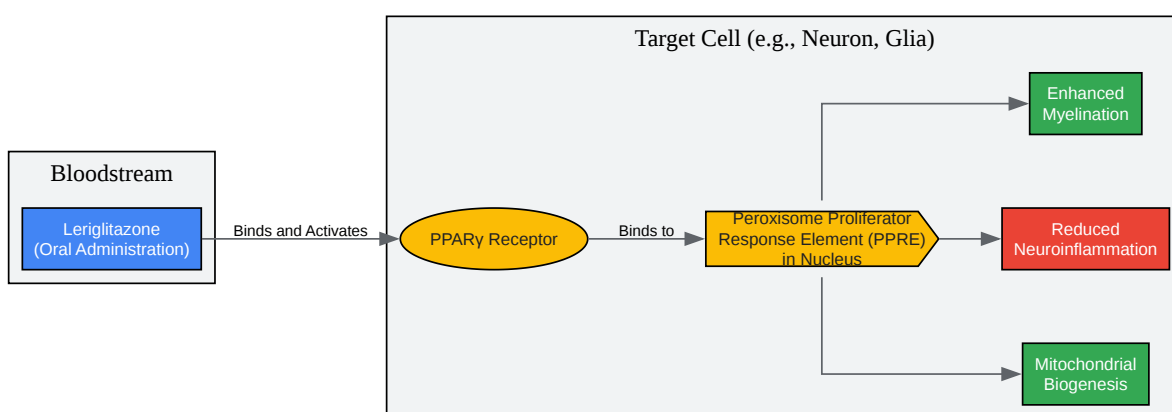 Target Cell (e.g., Neuron, Glia)
Enhanced
Myelination
Bloodstream
Leriglitazone
(Oral Administration)
Binds and Activates
PPARγ Receptor
Binds to
Peroxisome Proliferator
Response Element (PPRE)
in Nucleus
Reduced
Neuroinflammation
Mitochondrial
Biogenesis